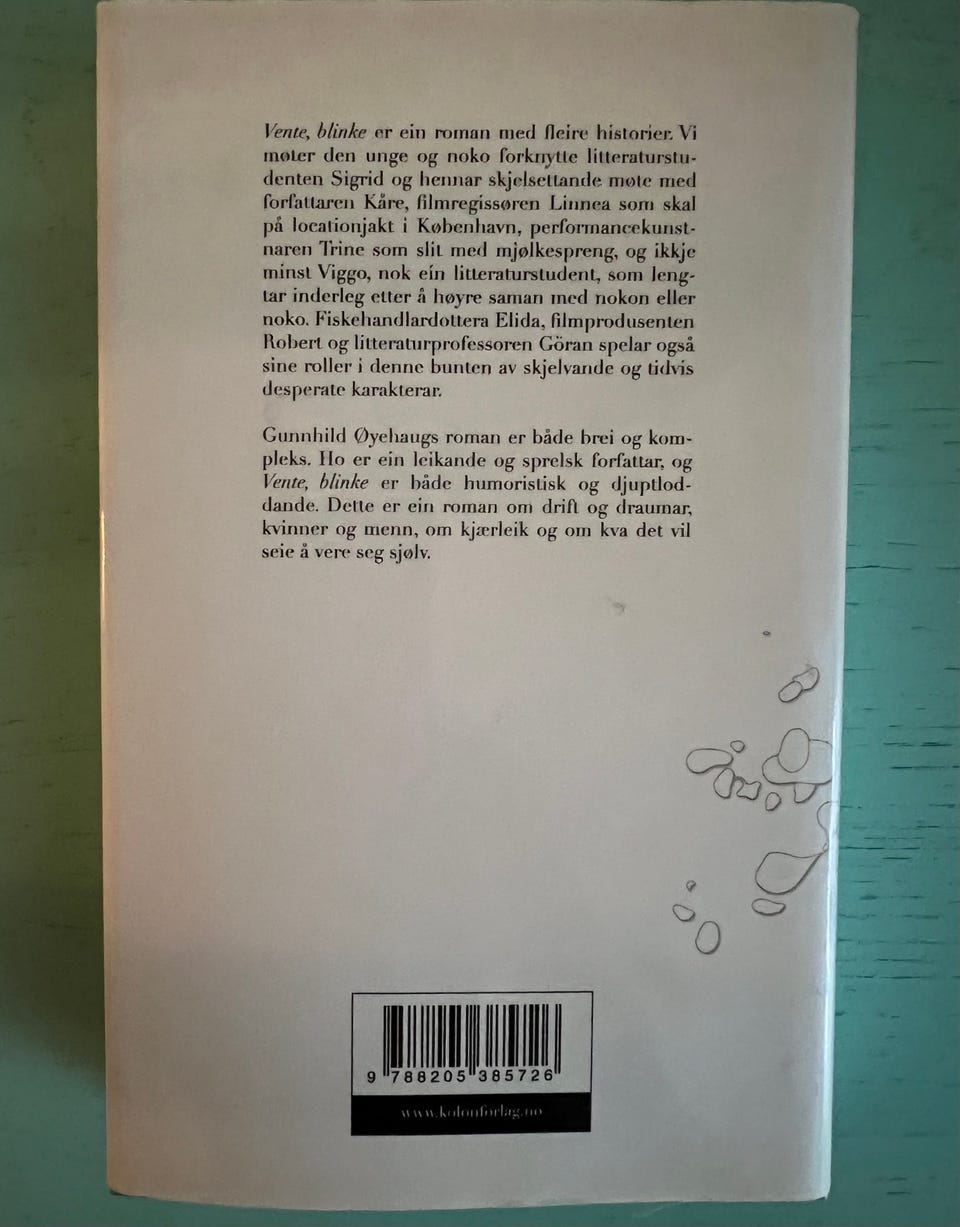 Vente, blinke er ein roman med fleire historier. Vi
møter den unge og noko forknytte litteraturstu-
denten Sigrid og hennar skjelsettande møte med
forfattaren Kåre, filmregissøren Linnea som skal
på locationjakt i København, performancekunst-
naren Trine som slit med mjølkespreng, og ikkje
minst Viggo, nok ein litteraturstudent, som leng-
tar inderleg etter å høyre saman med nokon eller
noko. Fiskehandlardottera Elida, filmprodusenten
Robert og litteraturprofessoren Göran spelar også
sine roller i denne bunten av skjelvande og tidvis
desperate karakterar.
Gunnhild Øyehaugs roman er både brei og kom-
pleks. Ho er ein leikande og sprelsk forfattar, og
Vente, blinke er både humoristisk og djuptlod-
dande. Dette er ein roman om drift og draumar,
kvinner og menn, om kjærleik og om kva det vil
seie å vere seg sjølv.
9 788205 385726
www.kolonforlag.no